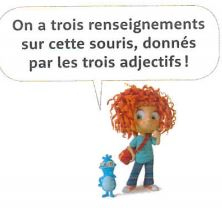 On a trois renseignements
sur cette souris, donnés
par les trois adjectifs !